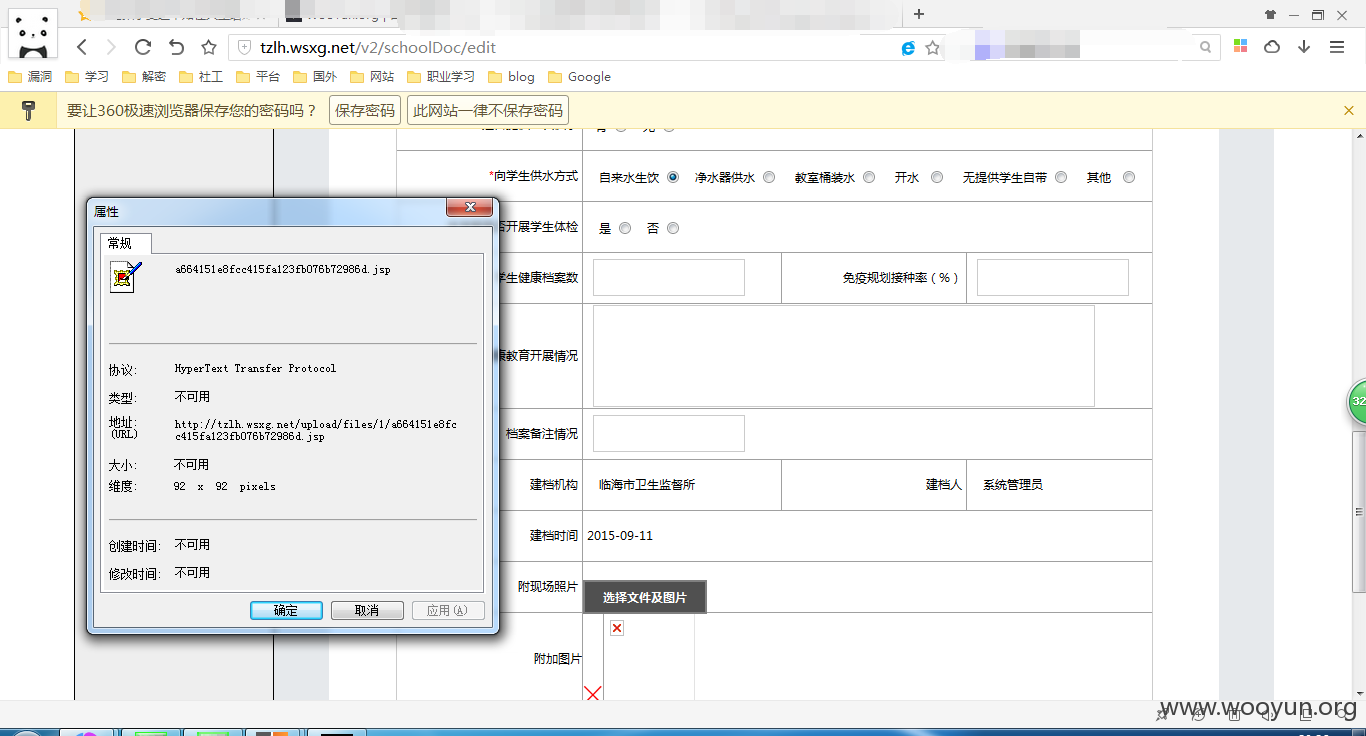 tzlh.wsxg.net/v2/schoolDoc/edit
漏洞 学习 解密 社工 平台 国外 网站 职业学习 blog Google
要让360极速浏览器保存您的密码吗？ 保存密码 此网站一律不保存密码
*向学生供水方式 自来水生饮 净水器供水 教室桶装水 开水 无提供学生自带 其他
否开展学生体检 是 否
学生健康档案数 免疫规划接种率（%）
康教育开展情况
档案备注情况
建档机构 临海市卫生监督所 建档人 系统管理员
建档时间 2015-09-11
附现场照片 选择文件及图片
附加图片
属性
常规
a664151e8fcc415fa123fb076b72986d.jsp
协议: HyperText Transfer Protocol
类型: 不可用
地址: http://tzlh.wsxg.net/upload/files/1/a664151e8fc
(URL) c415fa123fb076b72986d.jsp
大小: 不可用
维度: 92 x 92 pixels
创建时间: 不可用
修改时间: 不可用
确定 取消 应用(A)
32
www.wooyun.org